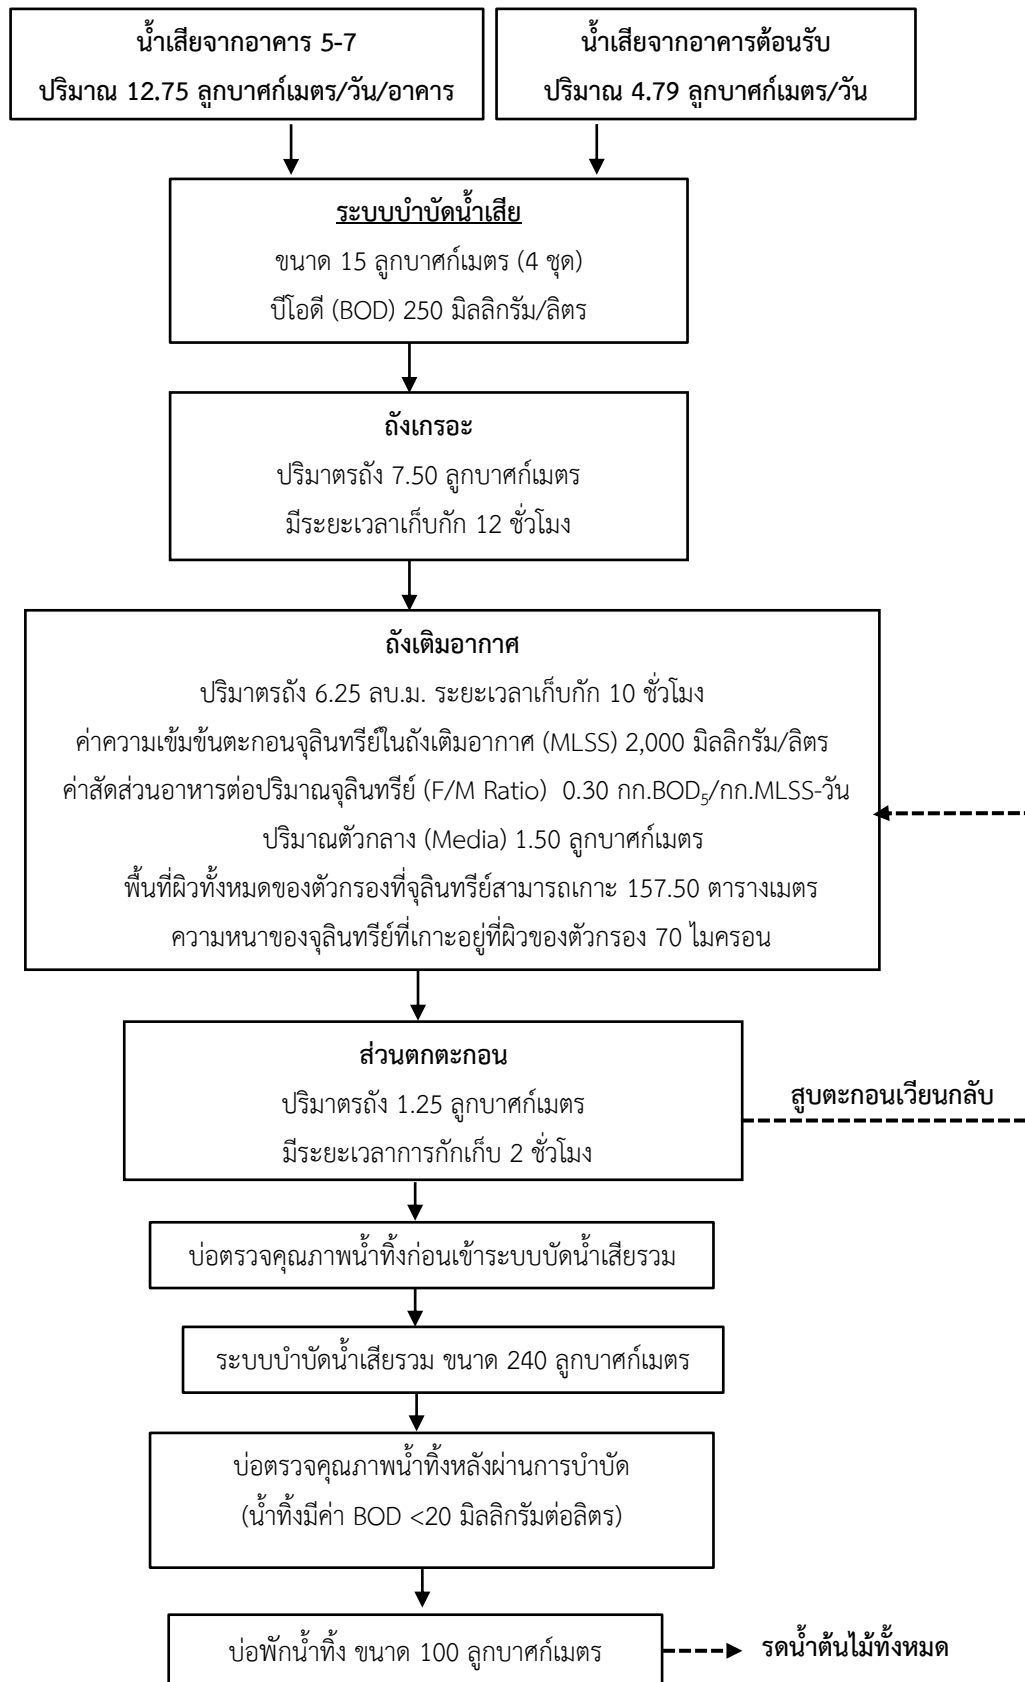 น้ำเสียจากอาคาร 5-7
ปริมาณ 12.75 ลูกบาศก์เมตร/วัน/อาคาร
น้ำเสียจากอาคารต้อนรับ
ปริมาณ 4.79 ลูกบาศก์เมตร/วัน
ระบบบำบัดน้ำเสีย
ขนาด 15 ลูกบาศก์เมตร (4 ชุด)
บีโอดี (BOD) 250 มิลลิกรัม/ลิตร
ถังเกรอะ
ปริมาตรถัง 7.50 ลูกบาศก์เมตร
มีระยะเวลาเก็บกัก 12 ชั่วโมง
ถังเติมอากาศ
ปริมาตรถัง 6.25 ลบ.ม. ระยะเวลาเก็บกัก 10 ชั่วโมง
ค่าความเข้มข้นตะกอนจุลินทรีย์ในถังเติมอากาศ (MLSS) 2,000 มิลลิกรัม/ลิตร
ค่าสัดส่วนอาหารต่อปริมาณจุลินทรีย์ (F/M Ratio) 0.30 กก.BOD₅/กก.MLSS-วัน
ปริมาณตัวกลาง (Media) 1.50 ลูกบาศก์เมตร
พื้นที่ผิวทั้งหมดของตัวกรองที่จุลินทรีย์สามารถเกาะ 157.50 ตารางเมตร
ความหนาของจุลินทรีย์ที่เกาะอยู่ที่ผิวของตัวกรอง 70 ไมครอน
ส่วนตกตะกอน
ปริมาตรถัง 1.25 ลูกบาศก์เมตร
มีระยะเวลาการกักเก็บ 2 ชั่วโมง
สูบตะกอนเวียนกลับ
บ่อตรวจคุณภาพน้ำทิ้งก่อนเข้าระบบบัดน้ำเสียรวม
ระบบบำบัดน้ำเสียรวม ขนาด 240 ลูกบาศก์เมตร
บ่อตรวจคุณภาพน้ำทิ้งหลังผ่านการบำบัด
(น้ำทิ้งมีค่า BOD <20 มิลลิกรัมต่อลิตร)
บ่อพักน้ำทิ้ง ขนาด 100 ลูกบาศก์เมตร
รดน้ำต้นไม้ทั้งหมด